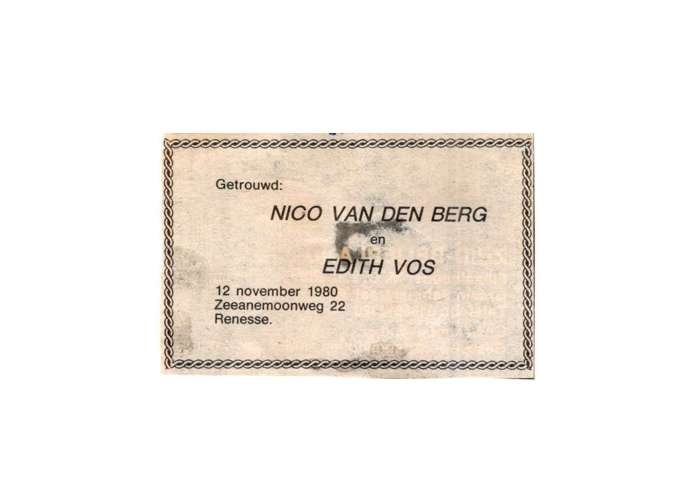 Getrouwd:
NICO VAN DEN BERG
en
EDITH VOS
12 november 1980
Zeeanemoonweg 22
Renesse.